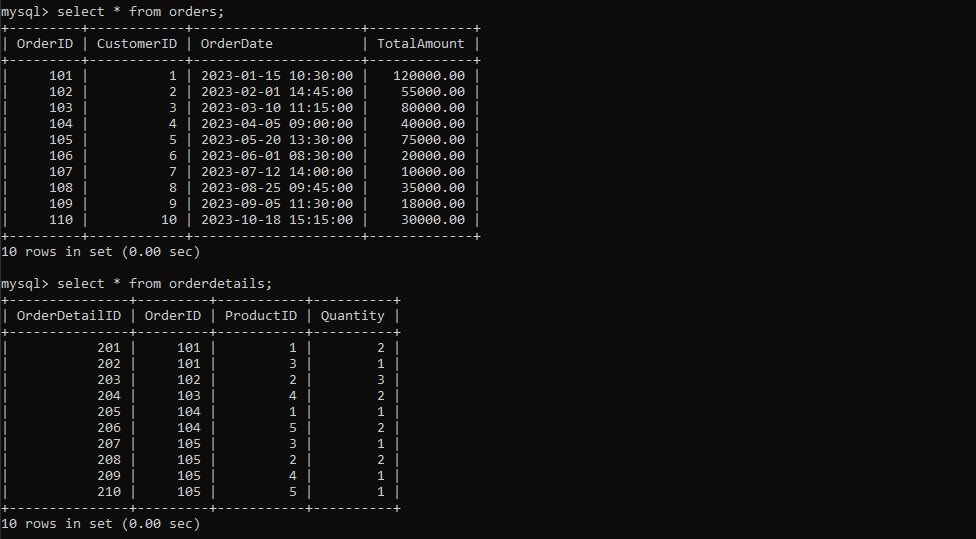 mysql> select * from orders;
+---------+------------+---------------------+-------------+
| OrderID | CustomerID | OrderDate           | TotalAmount |
+---------+------------+---------------------+-------------+
|     101 |          1 | 2023-01-15 10:30:00 |   120000.00 |
|     102 |          2 | 2023-02-01 14:45:00 |    55000.00 |
|     103 |          3 | 2023-03-10 11:15:00 |    80000.00 |
|     104 |          4 | 2023-04-05 09:00:00 |    40000.00 |
|     105 |          5 | 2023-05-20 13:30:00 |    75000.00 |
|     106 |          6 | 2023-06-01 08:30:00 |    20000.00 |
|     107 |          7 | 2023-07-12 14:00:00 |    10000.00 |
|     108 |          8 | 2023-08-25 09:45:00 |    35000.00 |
|     109 |          9 | 2023-09-05 11:30:00 |    18000.00 |
|     110 |         10 | 2023-10-18 15:15:00 |    30000.00 |
+---------+------------+---------------------+-------------+
10 rows in set (0.00 sec)
mysql> select * from orderdetails;
+---------------+---------+-----------+----------+
| OrderDetailID | OrderID | ProductID | Quantity |
+---------------+---------+-----------+----------+
|           201 |     101 |         1 |        2 |
|           202 |     101 |         3 |        1 |
|           203 |     102 |         2 |        3 |
|           204 |     103 |         4 |        2 |
|           205 |     104 |         1 |        1 |
|           206 |     104 |         5 |        2 |
|           207 |     105 |         3 |        1 |
|           208 |     105 |         2 |        2 |
|           209 |     105 |         4 |        1 |
|           210 |     105 |         5 |        1 |
+---------------+---------+-----------+----------+
10 rows in set (0.00 sec)